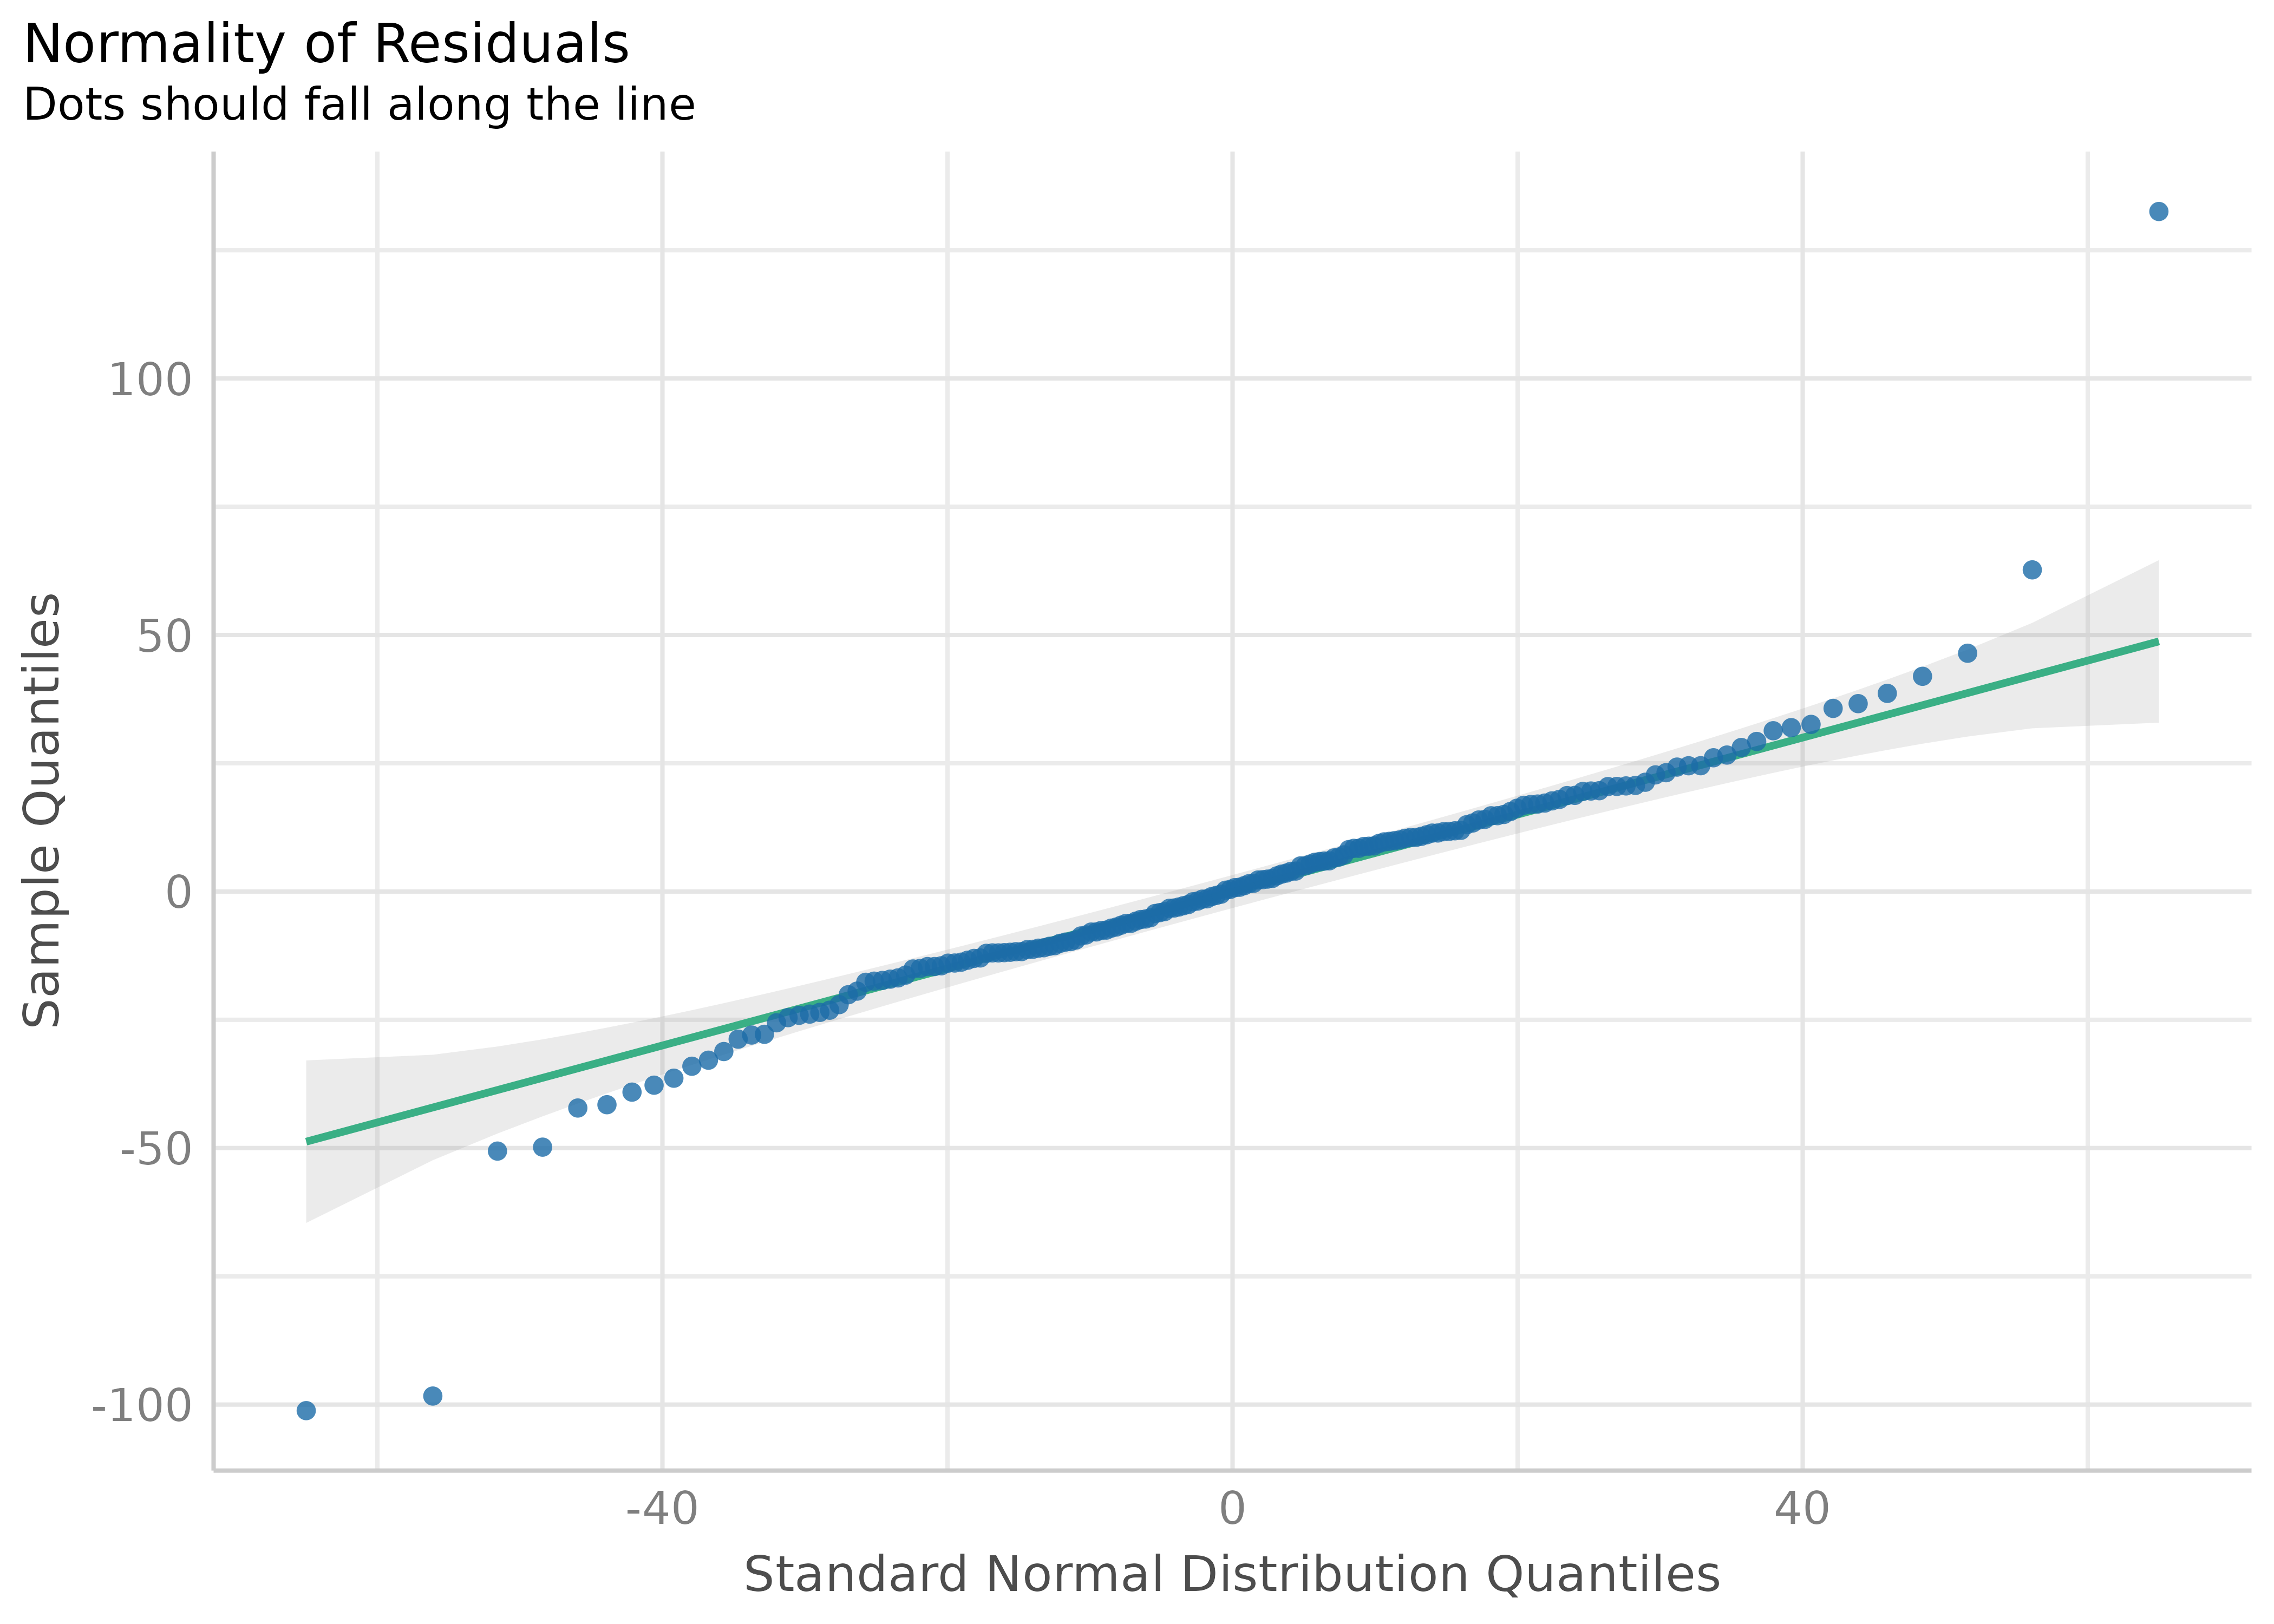 Normality of Residuals
Dots should fall along the line
Sample Quantiles
100
50
0
-50
-100
-40
0
40
Standard Normal Distribution Quantiles